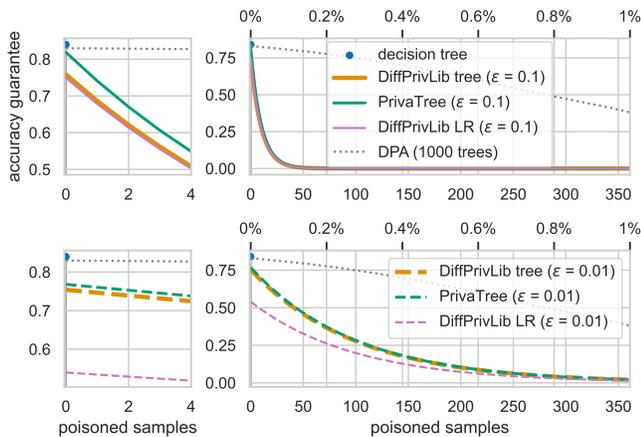 0% 0.2% 0.4% 0.6% 0.8% 1%
accuracy guarantee
0.8
0.7
0.6
0.5
0 2 4
0.75
0.50
0.25
0.00
0 50 100 150 200 250 300 350
decision tree
DiffPrivLib tree (ε = 0.1)
PrivaTree (ε = 0.1)
DiffPrivLib LR (ε = 0.1)
DPA (1000 trees)
0% 0.2% 0.4% 0.6% 0.8% 1%
0.8
0.7
0.6
0 2 4
poisoned samples
0.75
0.50
0.25
0.00
0 50 100 150 200 250 300 350
poisoned samples
DiffPrivLib tree (ε = 0.01)
PrivaTree (ε = 0.01)
DiffPrivLib LR (ε = 0.01)